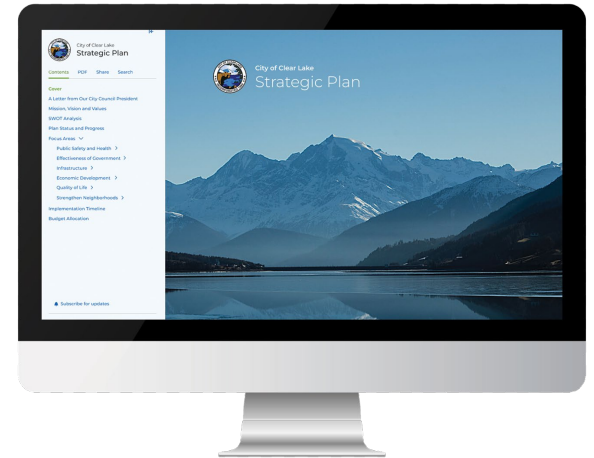 City of Clear Lake
Strategic Plan
Contents PDF Share Search
Cover
A Letter from Our City Council President
Mission, Vision and Values
SWOT Analysis
Plan Status and Progress
Focus Areas
Public Safety and Health
Effectiveness of Government
Infrastructure
Economic Development
Quality of Life
Strengthen Neighborhoods
Implementation Timeline
Budget Allocation
Subscribe for updates
City of Clear Lake
Strategic Plan